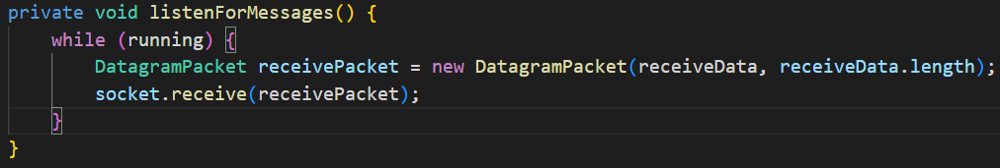 private void listenForMessages() {
    while (running) {
        DatagramPacket receivePacket = new DatagramPacket(receiveData, receiveData.length);
        socket.receive(receivePacket);
    }
}